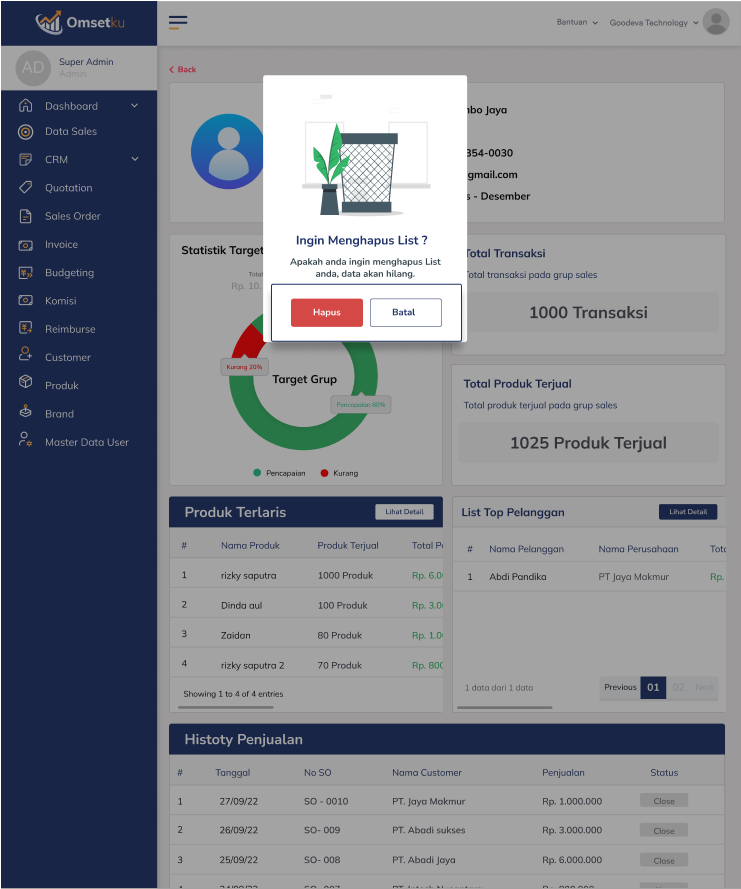 Omsetku
Bantuan
Goodeva Technology
AD
Super Admin
Admin
Dashboard
Data Sales
CRM
Quotation
Sales Order
Invoice
Budgeting
Komisi
Reimburse
Customer
Produk
Brand
Master Data User
Back
Jaya
354-0030
gmail.com
- Desember
Ingin Menghapus List ?
Apakah anda ingin menghapus List
anda, data akan hilang.
Hapus
Batal
Statistik Target
Total
Rp. 10.
Kurang 20%
Target Grup
Pencapaian 80%
Pencapaian
Kurang
Total Transaksi
Total transaksi pada grup sales
1000 Transaksi
Total Produk Terjual
Total produk terjual pada grup sales
1025 Produk Terjual
Produk Terlaris
Lihat Detail
# Nama Produk Produk Terjual Total
1 rizky saputra 1000 Produk Rp. 6.0
2 Dinda aul 100 Produk Rp. 3.0
3 Zaidan 80 Produk Rp. 1.0
4 rizky saputra 2 70 Produk Rp. 800
Showing 1 to 4 of 4 entries
List Top Pelanggan
Lihat Detail
# Nama Pelanggan Nama Perusahaan Tota
1 Abdi Pandika PT Jaya Makmur Rp.
1 data dari 1 data
Previous 01 02 Next
Histoty Penjualan
# Tanggal No SO Nama Customer Penjualan Status
1 27/09/22 SO - 0010 PT. Jaya Makmur Rp. 1.000.000 Close
2 26/09/22 SO- 009 PT. Abadi sukses Rp. 3.000.000 Close
3 25/09/22 SO- 008 PT. Abadi Jaya Rp. 6.000.000 Close